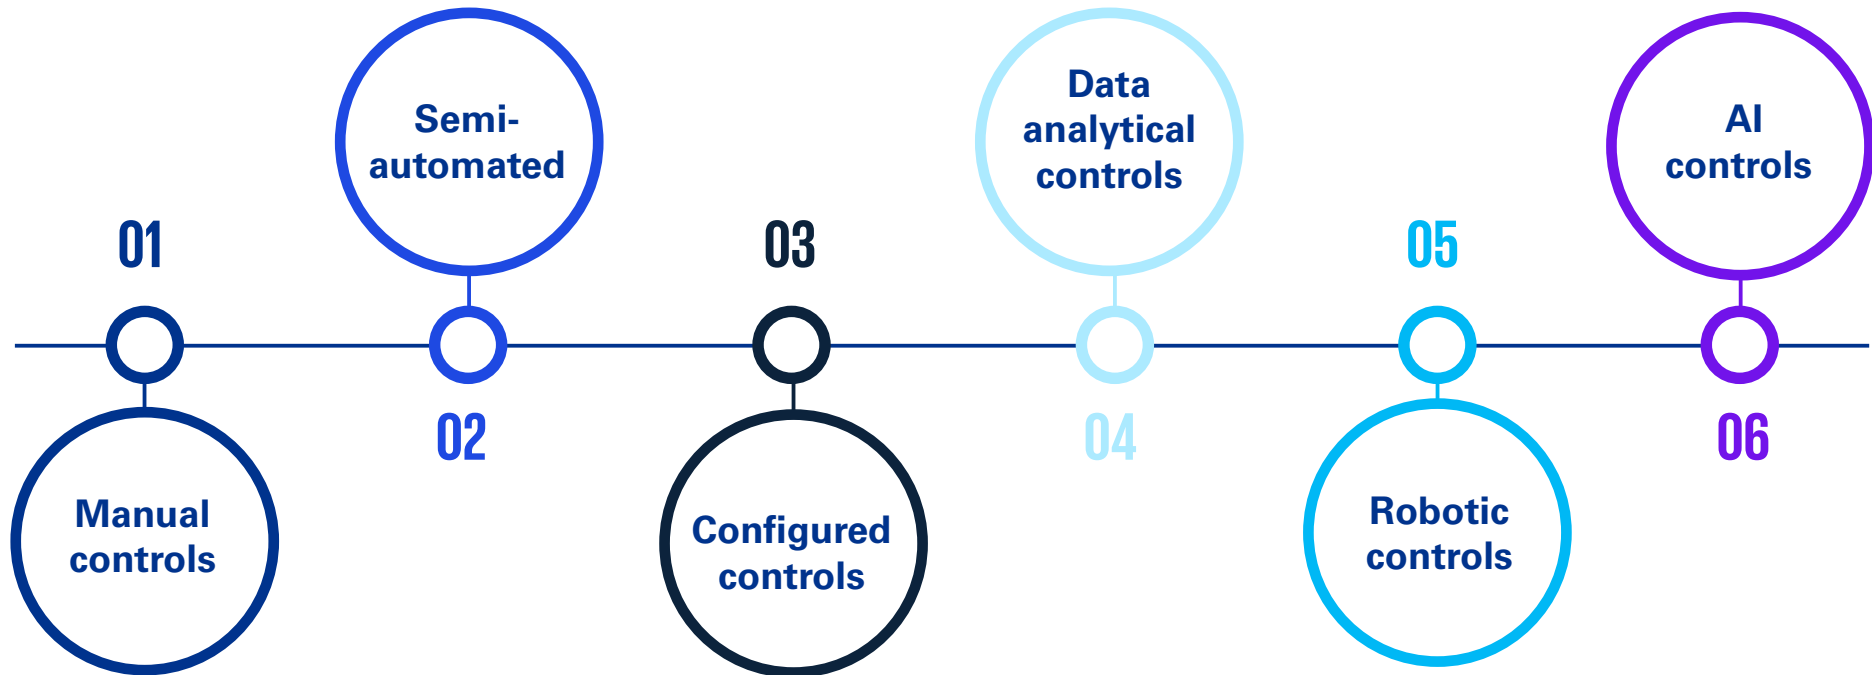 01
Manual
controls
Semi-
automated
02
03
Configured
controls
Data
analytical
controls
04
05
Robotic
controls
AI
controls
06